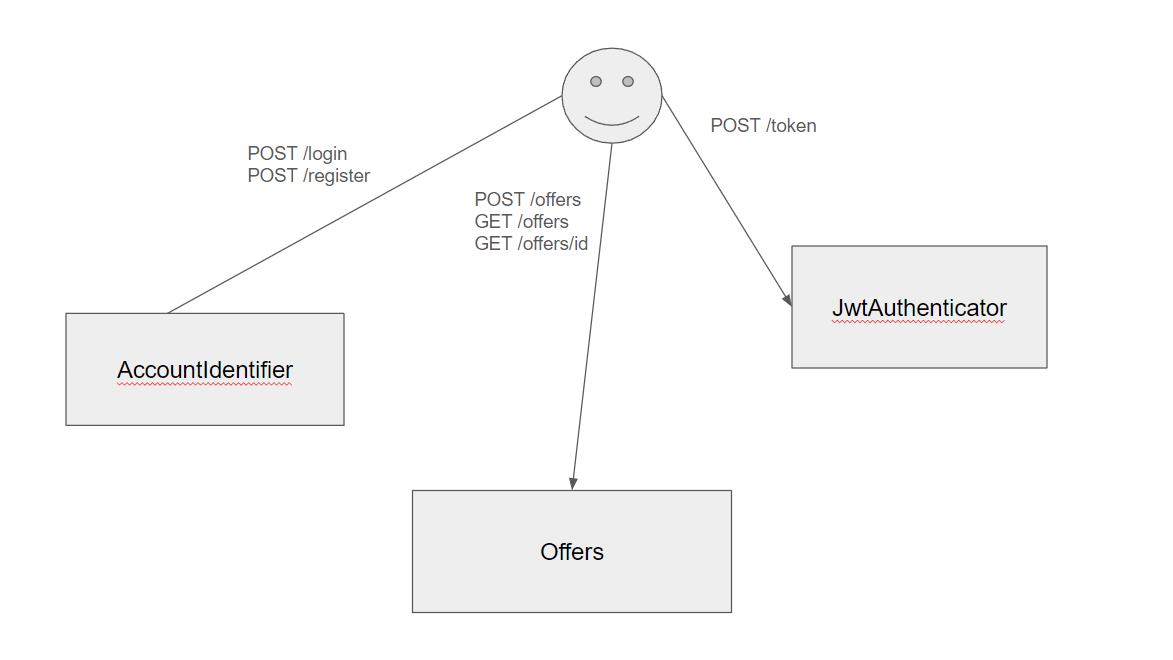 POST /token
POST /login
POST /register
POST /offers
GET /offers
GET /offers/id
JwtAuthenticator
AccountIdentifier
Offers